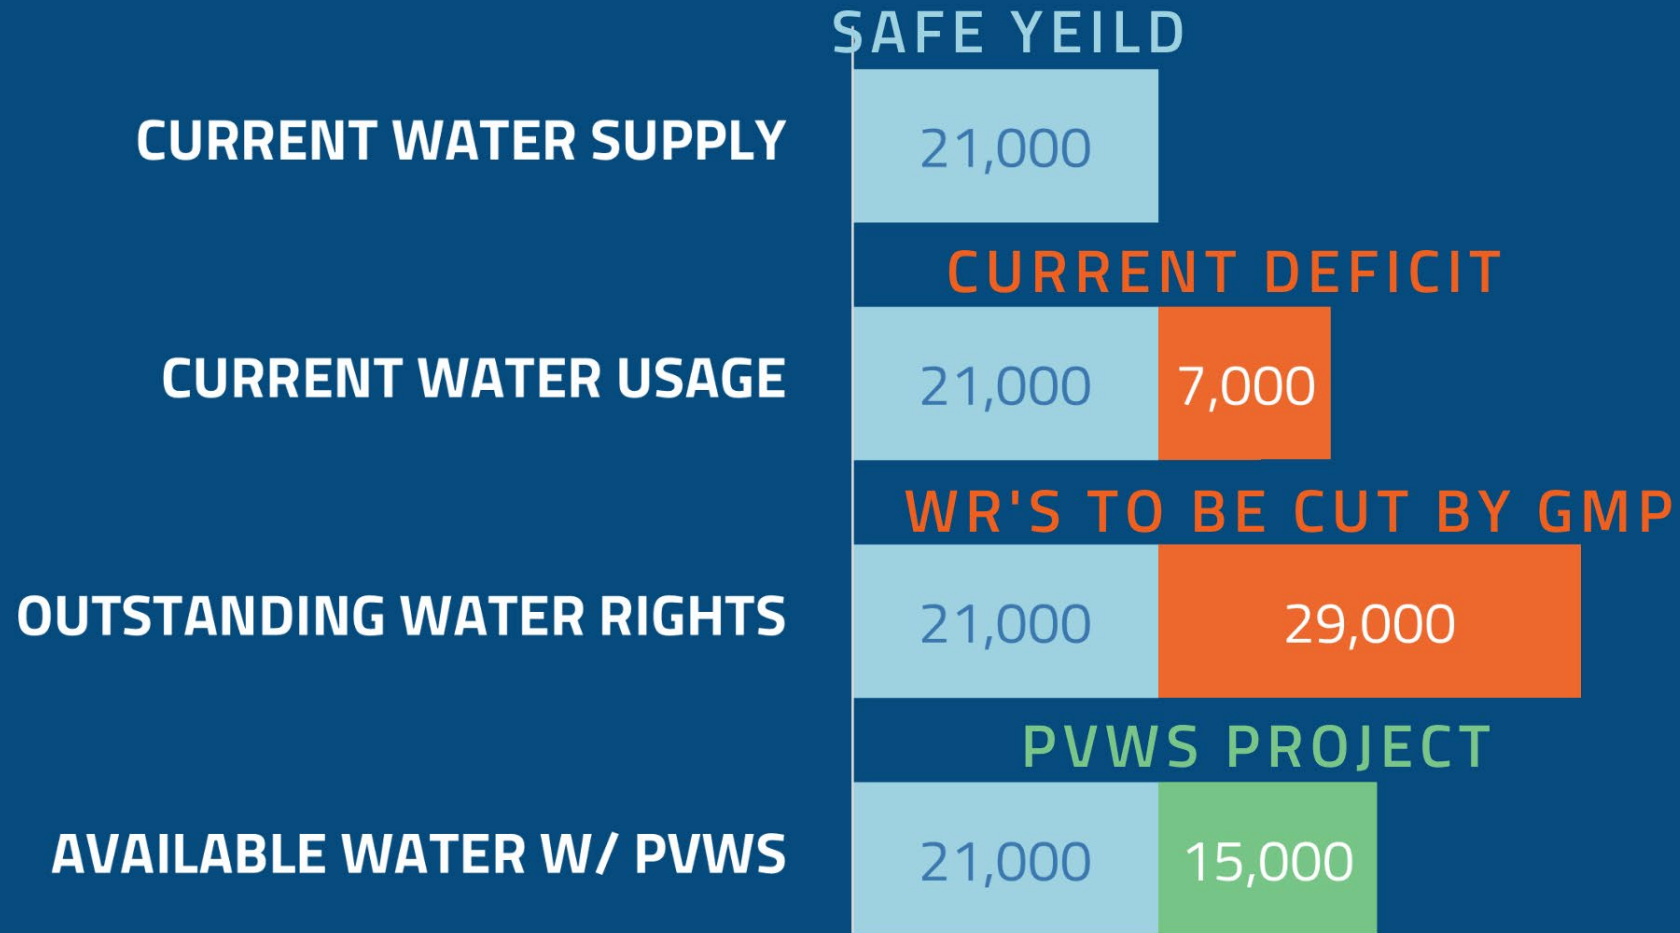 SAFE YEILD
CURRENT WATER SUPPLY 21,000
CURRENT DEFICIT
CURRENT WATER USAGE 21,000 7,000
WR'S TO BE CUT BY GMP
OUTSTANDING WATER RIGHTS 21,000 29,000
PVWS PROJECT
AVAILABLE WATER W/ PVWS 21,000 15,000